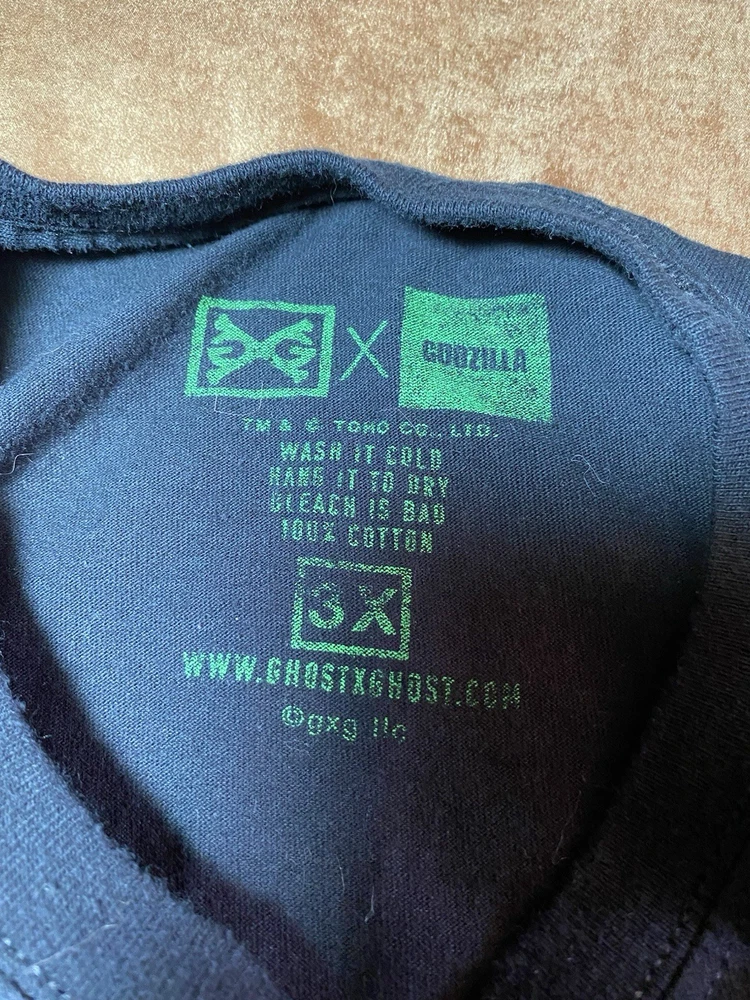 GXG X GODZILLA
TM & © TOHO CO., LTD.
WASH IT COLD
HANG IT TO DRY
BLEACH IS BAD
100% COTTON
3X
WWW.GHOSTXGHOST.COM
©gxg llc